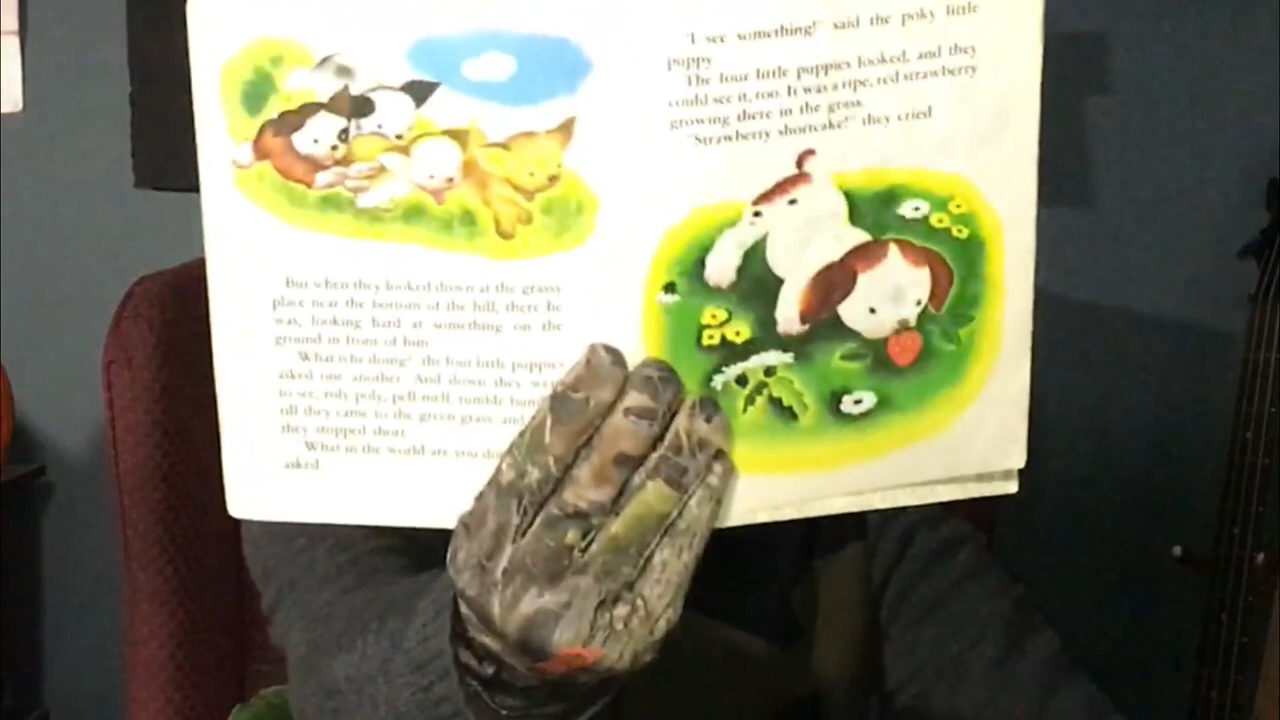 But when they looked down at the grassy
place near the bottom of the hill, there he
was, looking hard at something on the
ground in front of him.
"What is he doing?" the four little puppies
asked one another. And down they went
to see, roly-poly, pell-mell, tumble
till they came to the green grass, and
they stopped short.
"What in the world are you
asked.
"I see something!" said the poky little
puppy.
The four little puppies looked, and they
could see it, too. It was a ripe, red strawberry
growing there in the grass.
"Strawberry shortcake!" they cried